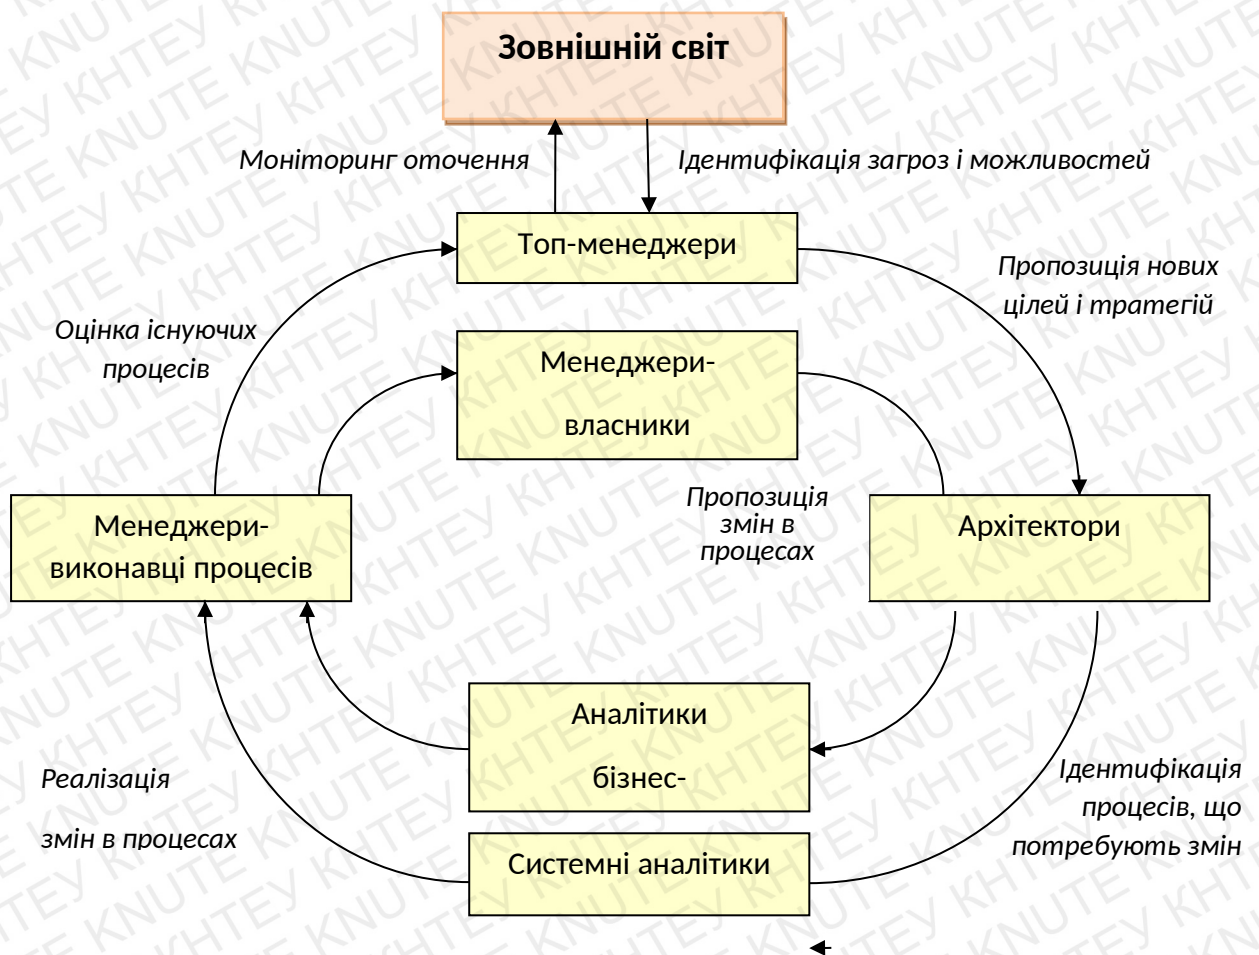 Зовнішній світ
Моніторинг оточення
Ідентифікація загроз і можливостей
Топ-менеджери
Пропозиція нових
цілей і тратегій
Оцінка існуючих
процесів
Менеджери-
власники
Пропозиція
змін в
процесах
Менеджери-
виконавці процесів
Архітектори
Аналітики
бізнес-
Реалізація
змін в процесах
Ідентифікація
процесів, що
потребують змін
Системні аналітики